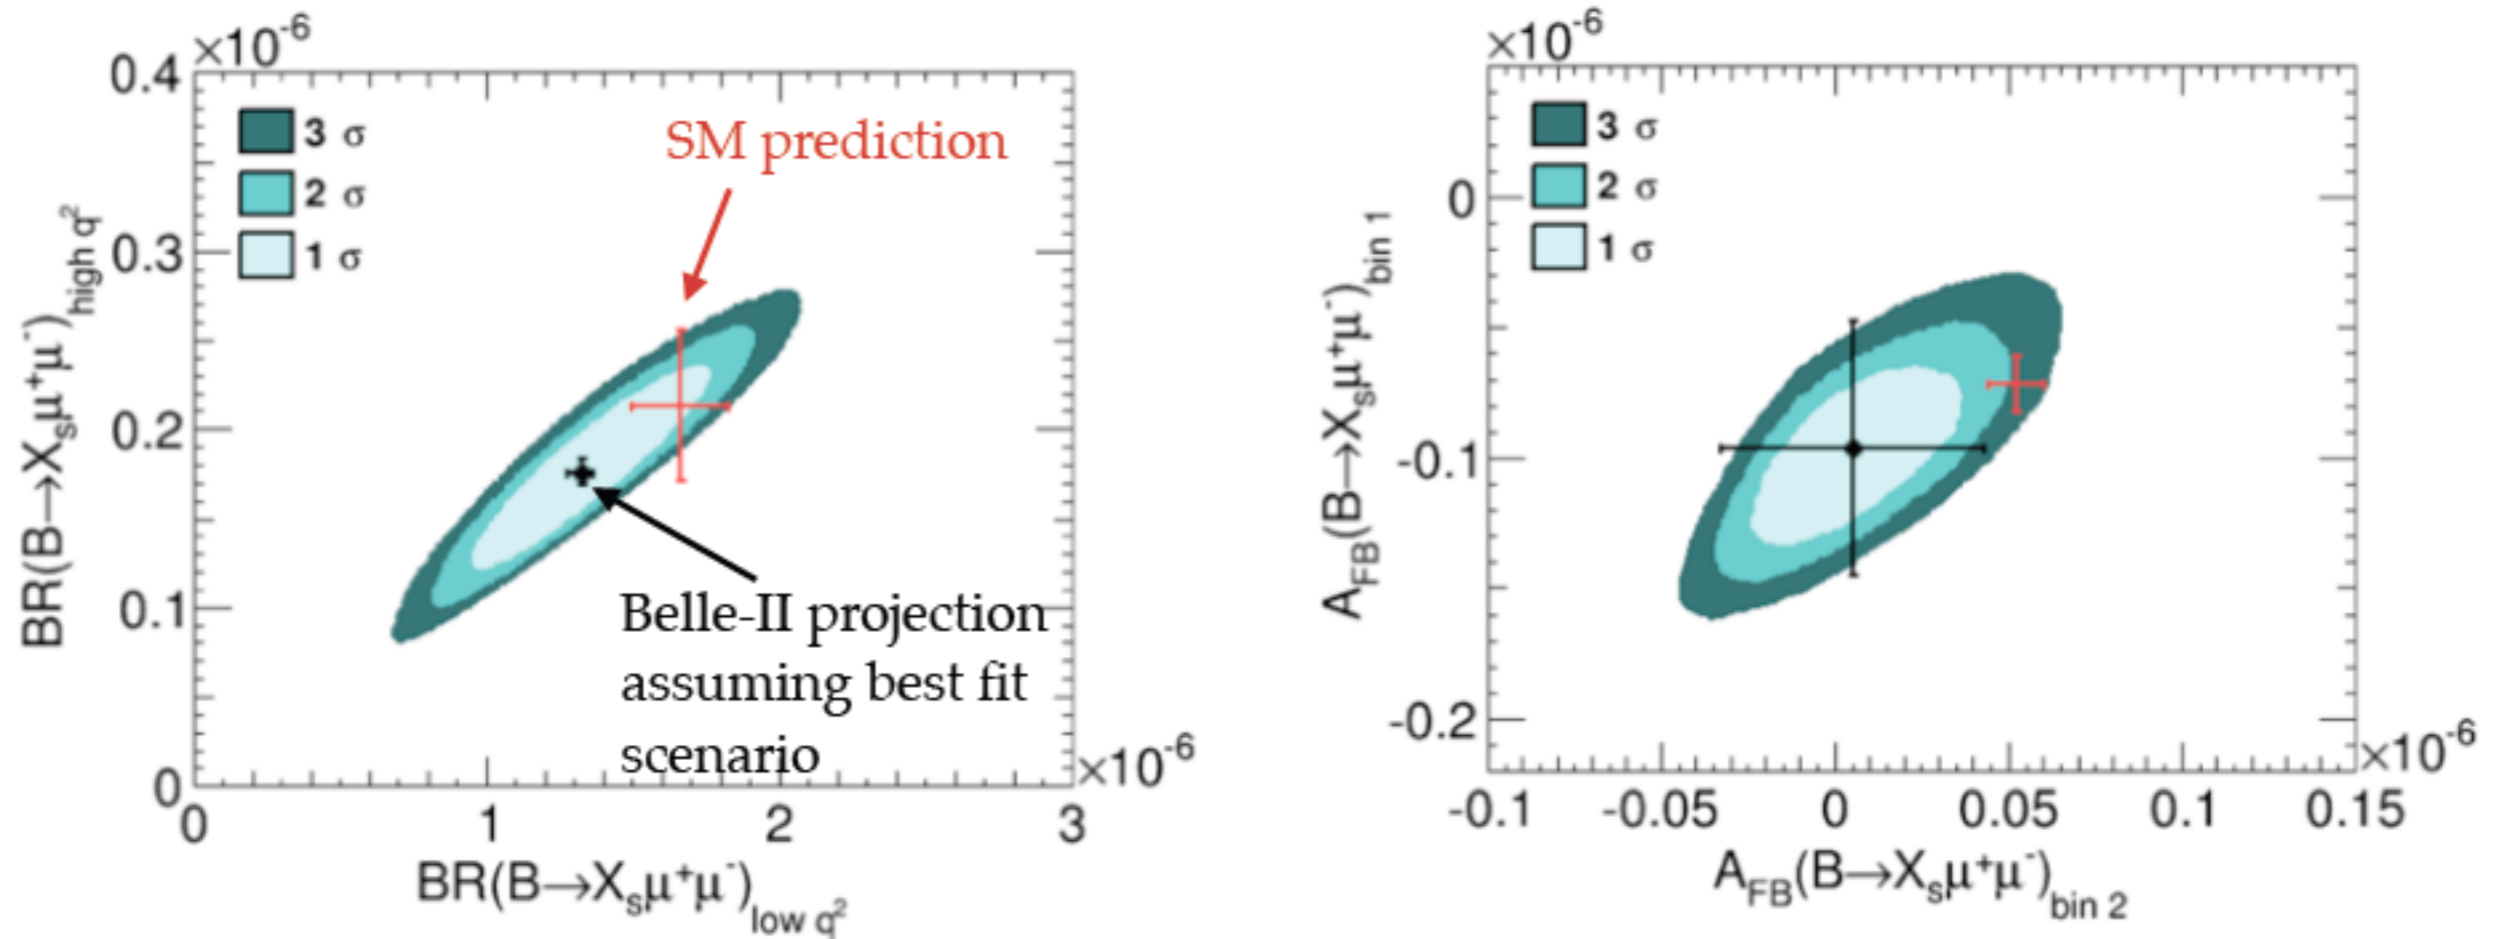 ×10⁻⁶
0.4
3 σ
2 σ
1 σ
SM prediction
0.3
0.2
0.1
0
BR(B→Xₛμ⁺μ⁻)high q²
Belle-II projection
assuming best fit
scenario
×10⁻⁶
0 1 2 3
BR(B→Xₛμ⁺μ⁻)low q²
×10⁻⁶
3 σ
2 σ
1 σ
0
-0.1
-0.2
A_FB(B→Xₛμ⁺μ⁻)bin 1
×10⁻⁶
-0.1 -0.05 0 0.05 0.1 0.15
A_FB(B→Xₛμ⁺μ⁻)bin 2